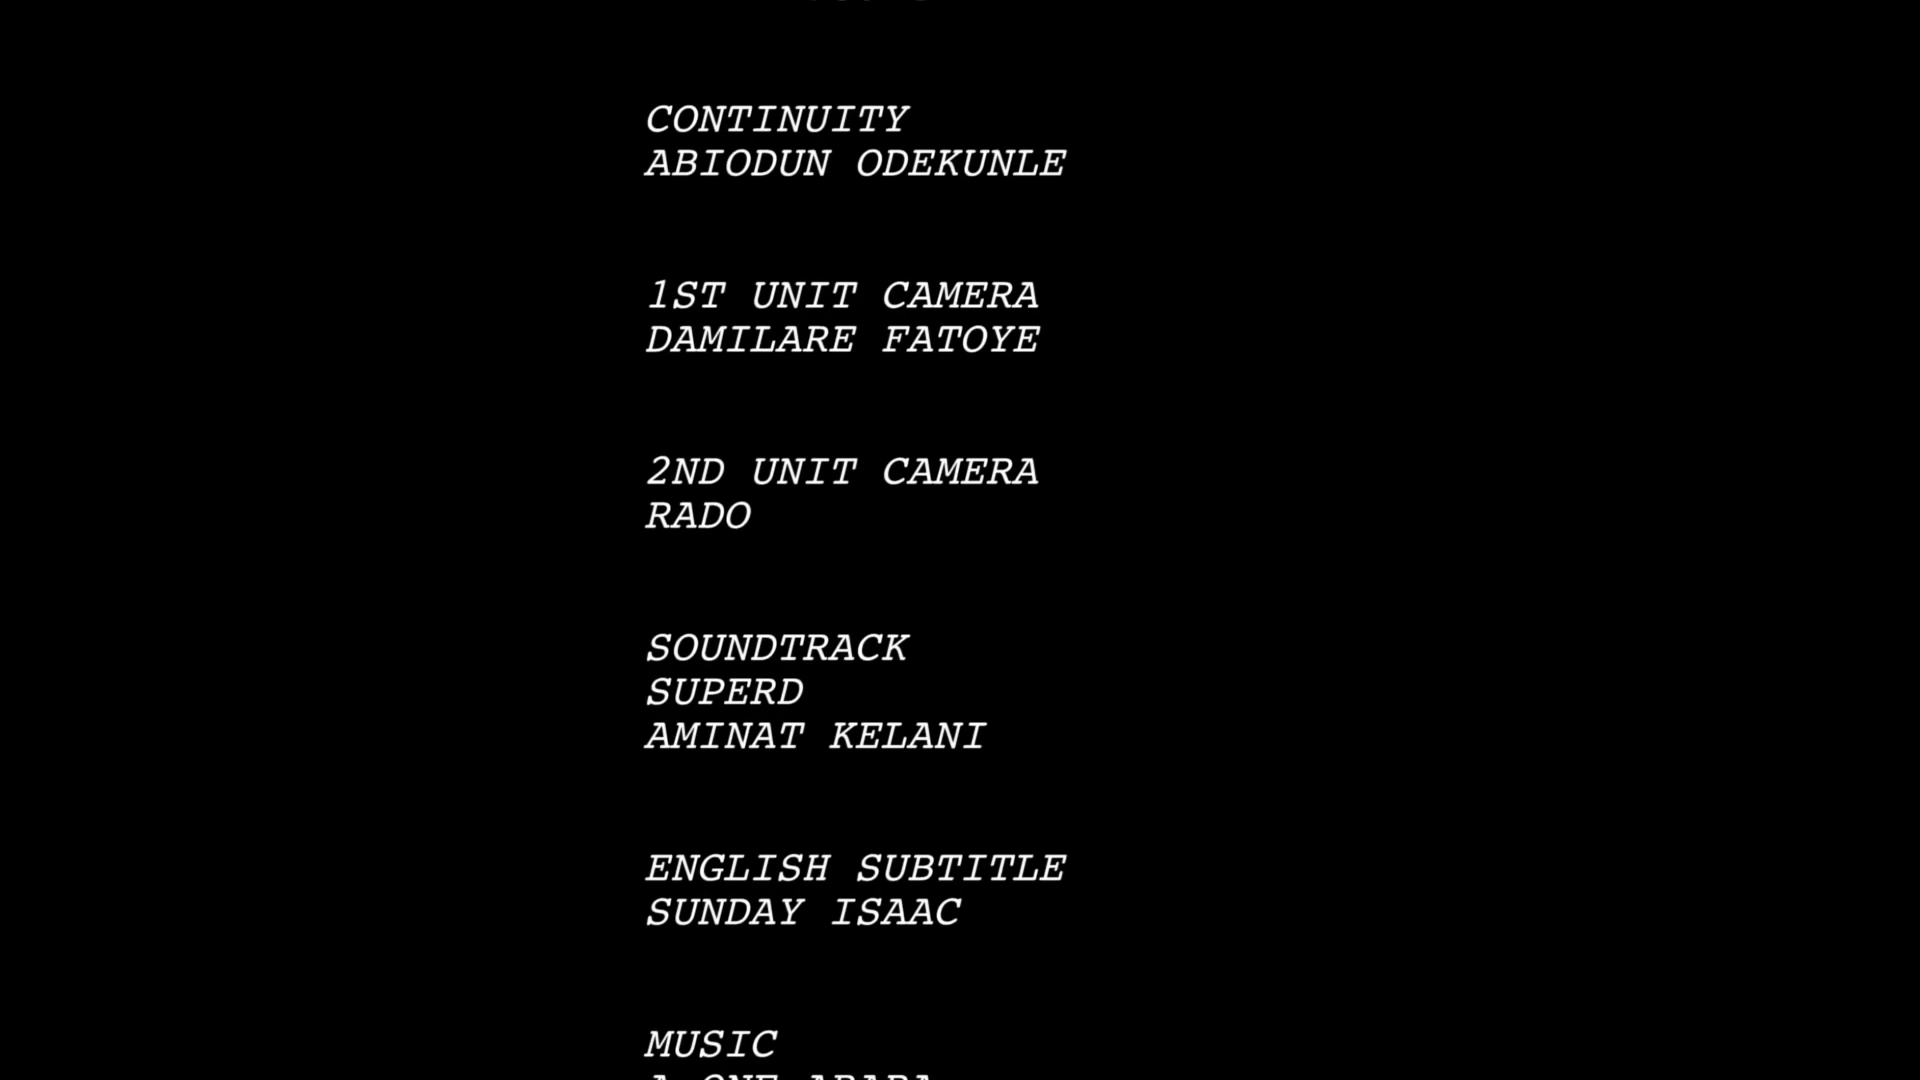 CONTINUITY
ABIODUN ODEKUNLE
1ST UNIT CAMERA
DAMILARE FATOYE
2ND UNIT CAMERA
RADO
SOUNDTRACK
SUPERD
AMINAT KELANI
ENGLISH SUBTITLE
SUNDAY ISAAC
MUSIC